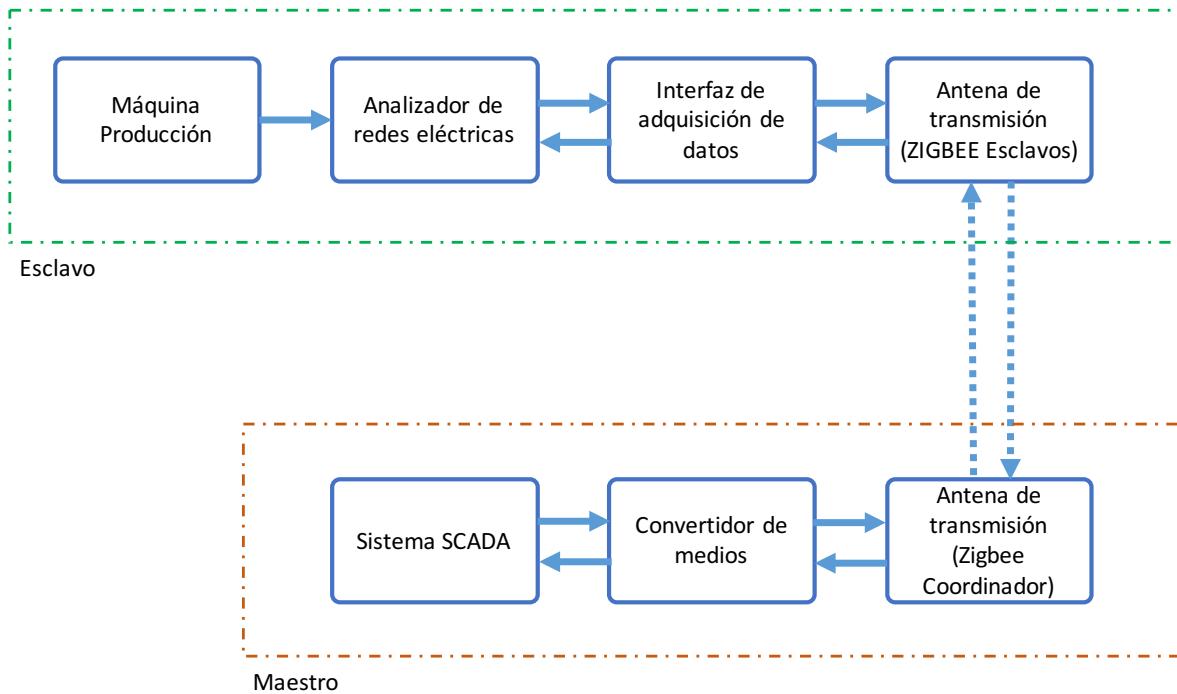 Máquina
Producción
Analizador de
redes eléctricas
Interfaz de
adquisición de
datos
Antena de
transmisión
(ZIGBEE Esclavos)
Esclavo
Sistema SCADA
Convertidor de
medios
Antena de
transmisión
(Zigbee
Coordinador)
Maestro